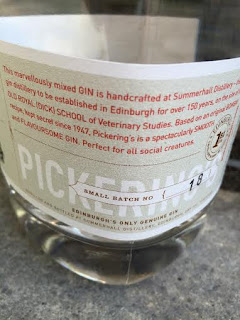 This marvellously mixed GIN is handcrafted at Summerhall Distillery
gin distillery to be established in Edinburgh for over 150 years, on the site of
OLD ROYAL (DICK) SCHOOL of Veterinary Studies. Based on an original
recipe, kept secret since 1947, Pickering's is a spectacularly SMOOTH
and FLAVOURSOME GIN. Perfect for all social creatures.
PICKERING'S
SMALL BATCH NO 18
EDINBURGH'S ONLY GENUINE GIN
SUMMERHALL DISTILLERY,